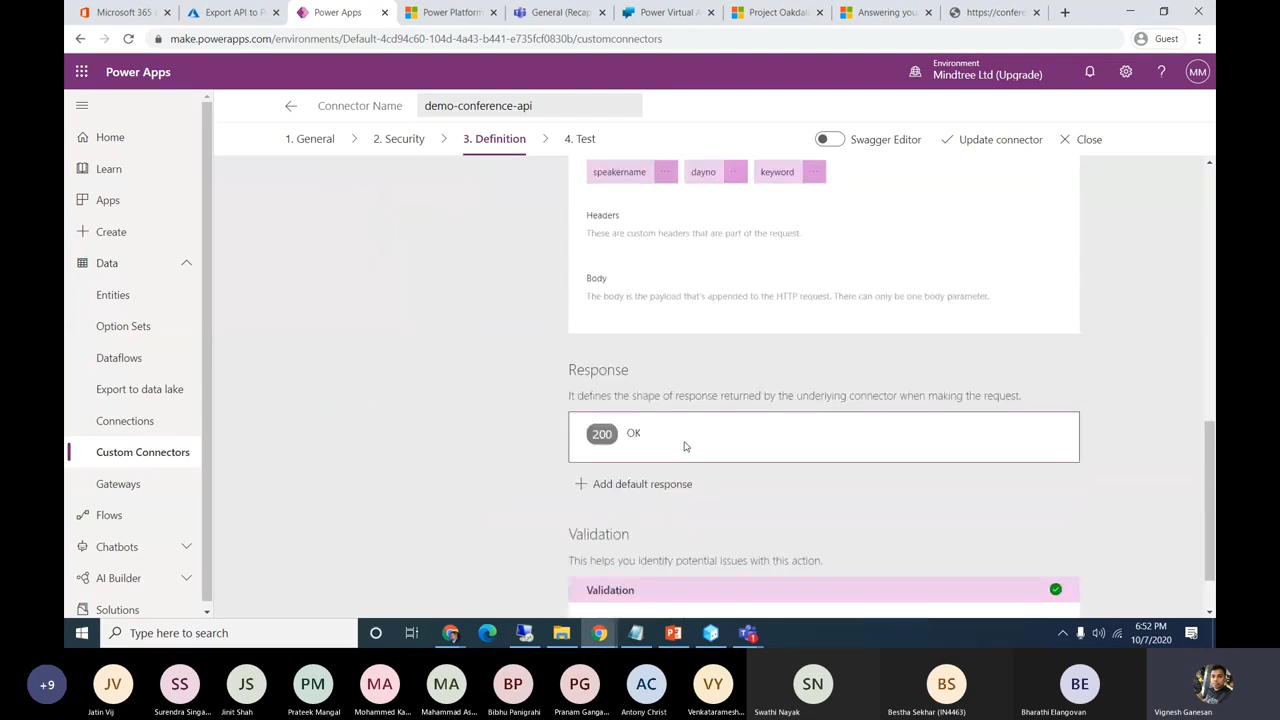 Microsoft 365 
Export API to P
Power Apps
Power Platform
General (Recap
Power Virtual A
Project Oakdal
Answering you
https://confere
make.powerapps.com/environments/Default-4cd94c60-104d-4a43-b441-e735fcf0830b/customconnectors
Guest
Power Apps
Environment
Mindtree Ltd (Upgrade)
MM
Connector Name
demo-conference-api
1. General
2. Security
3. Definition
4. Test
Swagger Editor
Update connector
Close
Home
Learn
Apps
Create
Data
Entities
Option Sets
Dataflows
Export to data lake
Connections
Custom Connectors
Gateways
Flows
Chatbots
AI Builder
Solutions
speakername ... dayno ... keyword ...
Headers
These are custom headers that are part of the request.
Body
The body is the payload that's appended to the HTTP request. There can only be one body parameter.
Response
It defines the shape of response returned by the underlying connector when making the request.
200 OK
Add default response
Validation
This helps you identify potential issues with this action.
Validation
Type here to search
6:52 PM
10/7/2020
+9 JV SS JS PM MA MA BP PG AC VY SN BS BE
Jatin Vij
Surendra Singa...
Jinit Shah
Prateek Mangal
Mohammed Ka...
Mahammad As...
Bibhu Panigrahi
Pranam Ganga...
Antony Christ
Venkataramesh...
Swathi Nayak
Bestha Sekhar (IN4463)
Bharathi Elangovan
Vignesh Ganesan